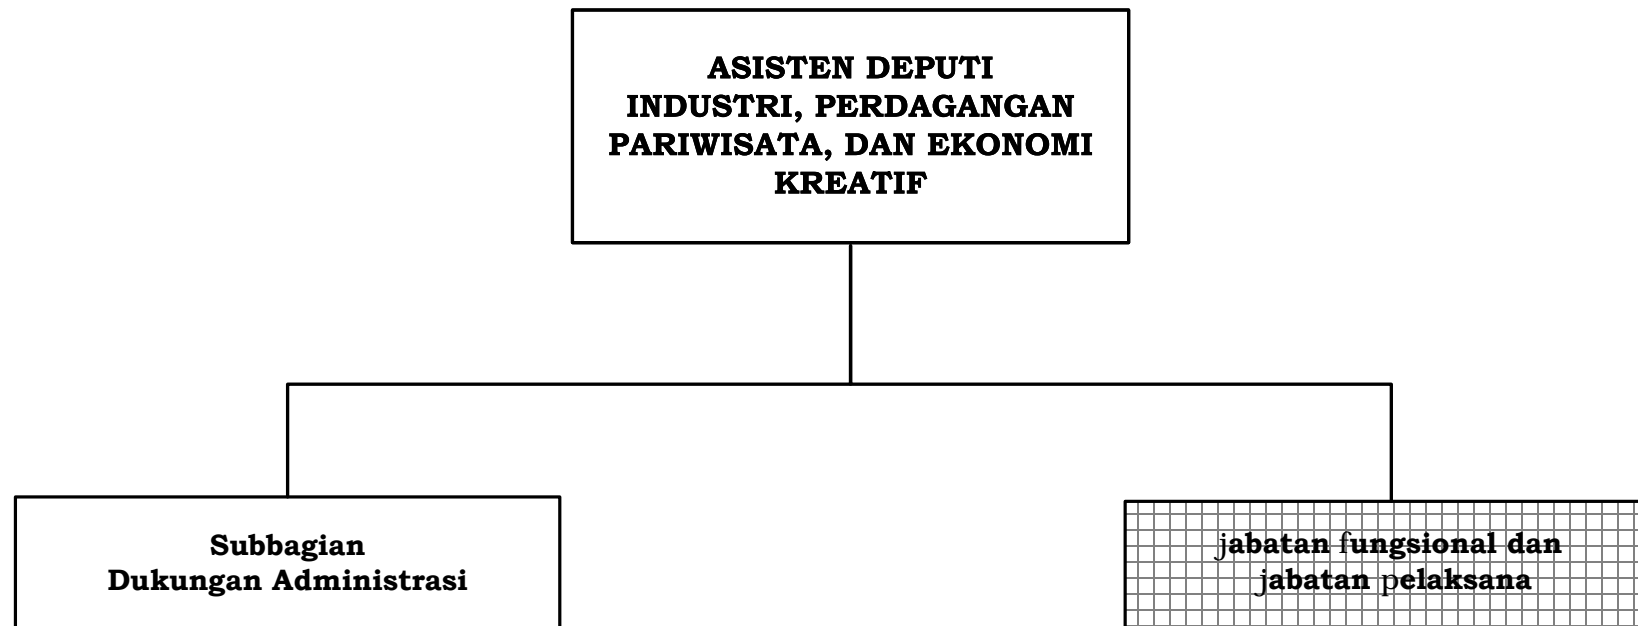 ASISTEN DEPUTI
INDUSTRI, PERDAGANGAN
PARIWISATA, DAN EKONOMI
KREATIF
Subbagian
Dukungan Administrasi
jabatan fungsional dan
jabatan pelaksana